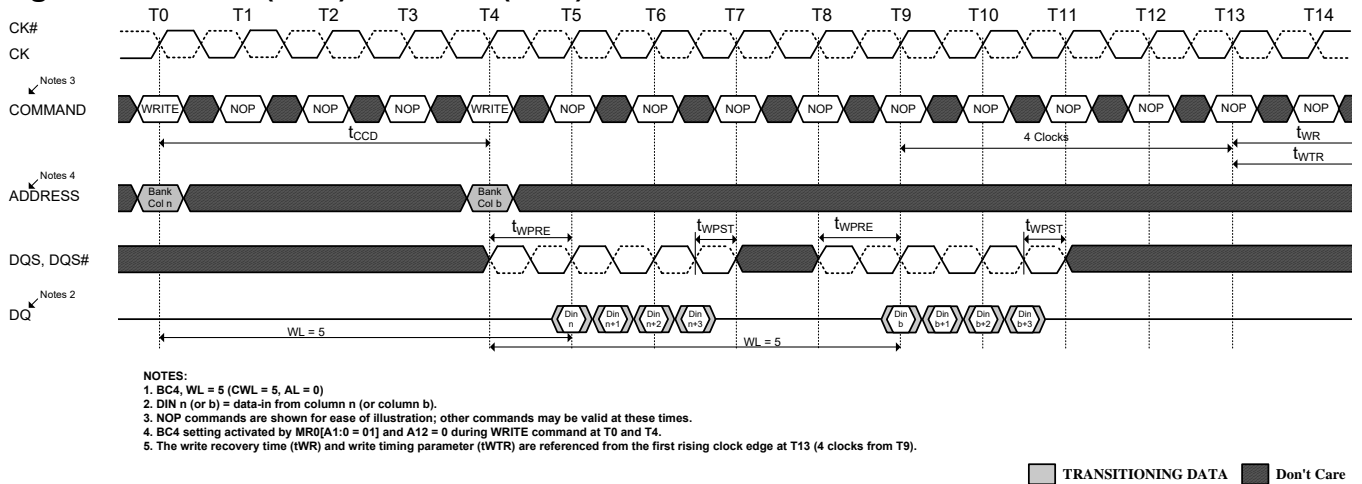 T0 T1 T2 T3 T4 T5 T6 T7 T8 T9 T10 T11 T12 T13 T14
CK#
CK
Notes 3
COMMAND
WRITE NOP NOP NOP WRITE NOP NOP NOP NOP NOP NOP NOP NOP NOP NOP
tCCD
4 Clocks
tWR
tWTR
Notes 4
ADDRESS
Bank Col n
Bank Col b
tWPRE tWPST tWPRE tWPST
DQS, DQS#
Notes 2
DQ
Din n Din n+1 Din n+2 Din n+3 Din b Din b+1 Din b+2 Din b+3
WL = 5
WL = 5
NOTES:
1. BC4, WL = 5 (CWL = 5, AL = 0)
2. DIN n (or b) = data-in from column n (or column b).
3. NOP commands are shown for ease of illustration; other commands may be valid at these times.
4. BC4 setting activated by MR0[A1:0 = 01] and A12 = 0 during WRITE command at T0 and T4.
5. The write recovery time (tWR) and write timing parameter (tWTR) are referenced from the first rising clock edge at T13 (4 clocks from T9).
TRANSITIONING DATA Don't Care